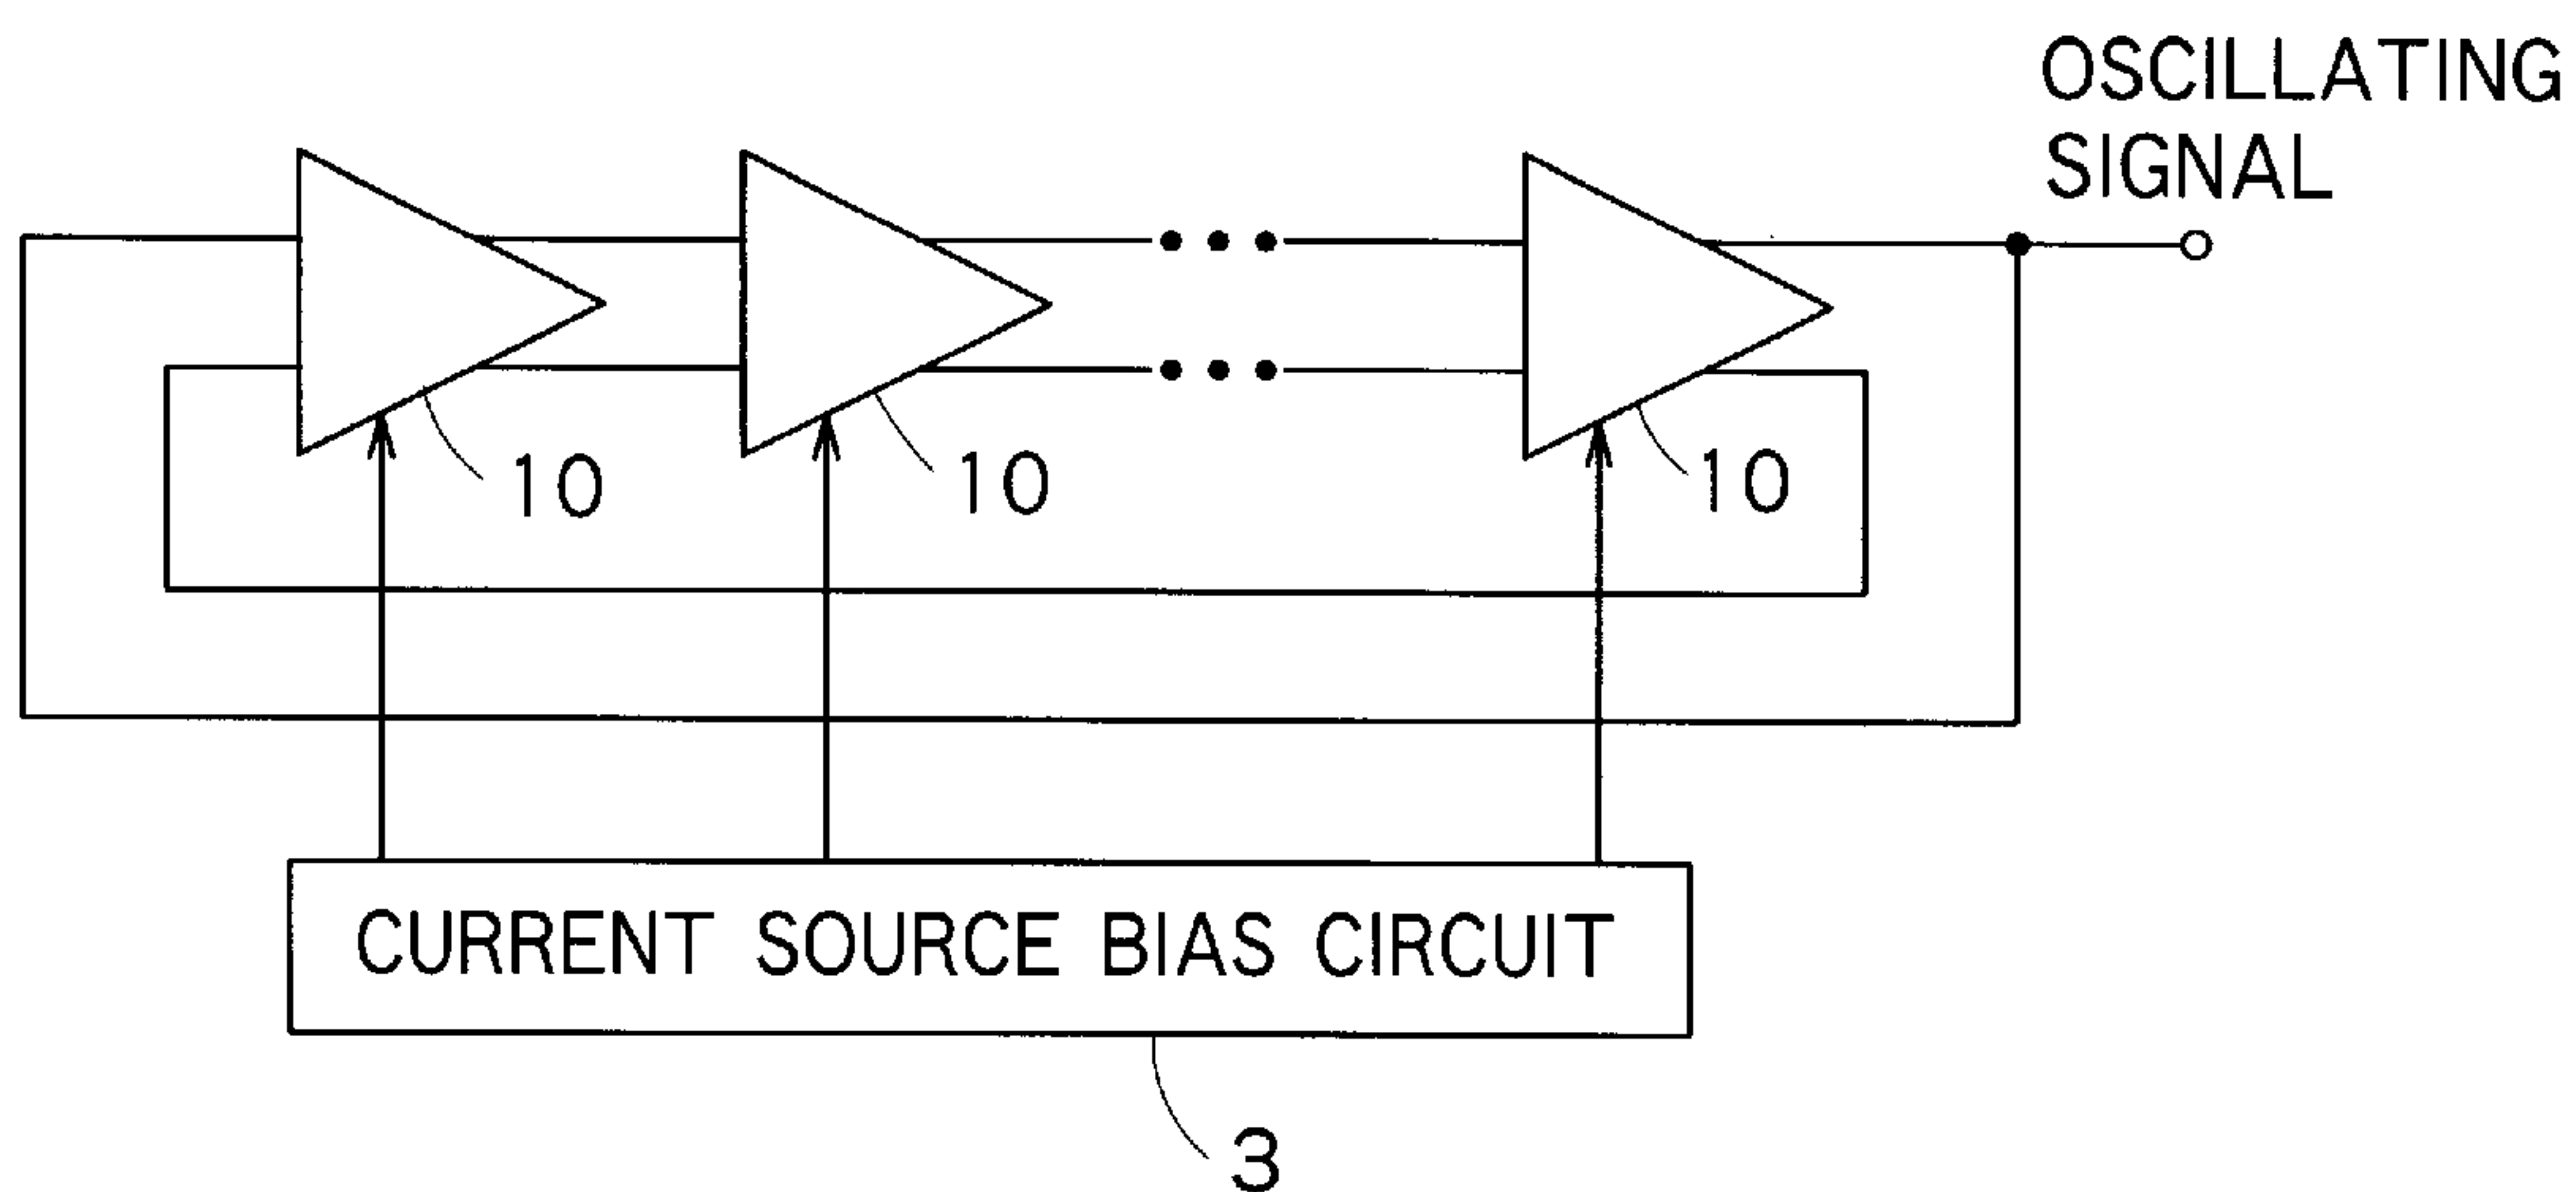 OSCILLATING
SIGNAL
10
10
10
CURRENT SOURCE BIAS CIRCUIT
3